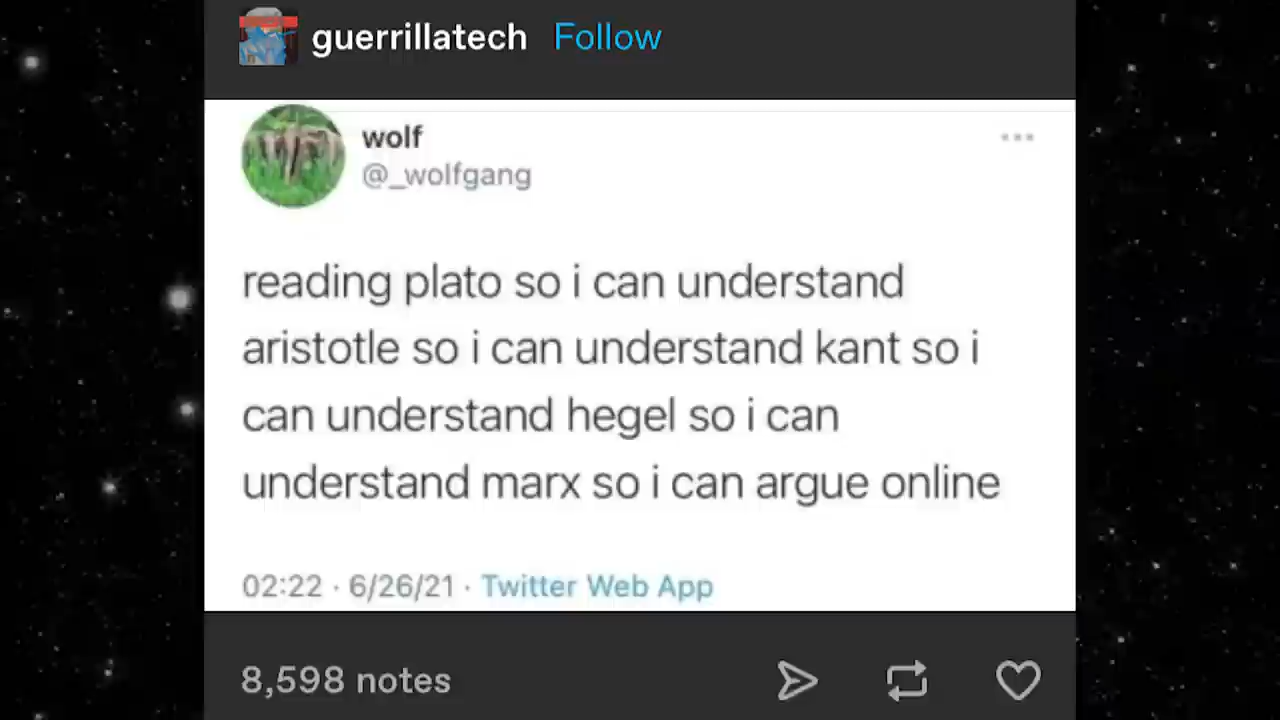 guerrillatech Follow
wolf
@_wolfgang
reading plato so i can understand
aristotle so i can understand kant so i
can understand hegel so i can
understand marx so i can argue online
02:22 · 6/26/21 · Twitter Web App
8,598 notes